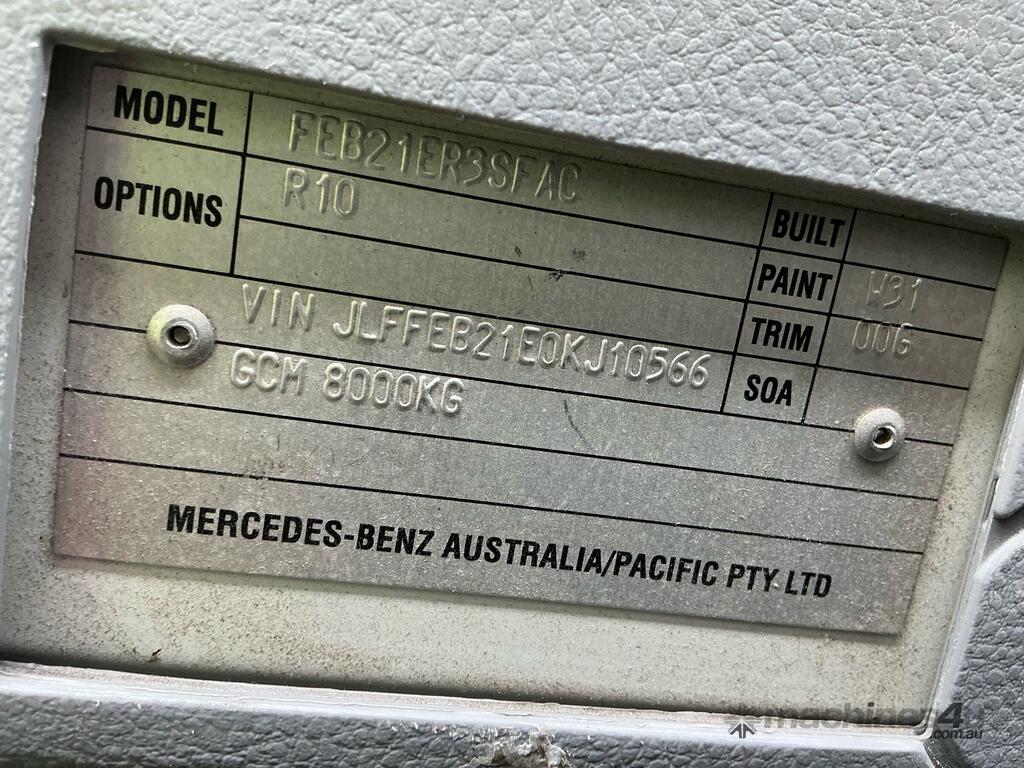 MODEL FEB21ER3SFAC
OPTIONS R10
BUILT
PAINT W31
TRIM 00G
SOA
VIN JLFFEB21E0KJ10566
GCM 8000KG
MERCEDES-BENZ AUSTRALIA/PACIFIC PTY LTD
machines4u
.com.au